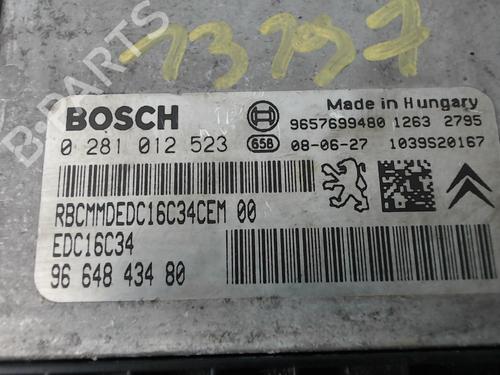 13797
B-PARTS
BOSCH
Made in Hungary
9657699480 1263 2795
0 281 012 523
658
08-06-27 1039S20167
RBCMMDEDC16C34CEM 00
EDC16C34
96 648 434 80